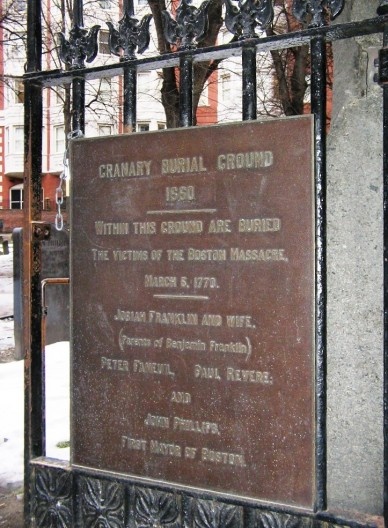 GRANARY BURIAL GROUND
1660
WITHIN THIS GROUND ARE BURIED
THE VICTIMS OF THE BOSTON MASSACRE,
MARCH 5, 1770.
JOSIAH FRANKLIN AND WIFE,
(Parents of Benjamin Franklin)
PETER FANEUIL, PAUL REVERE;
AND
JOHN PHILLIPS,
FIRST MAYOR OF BOSTON.